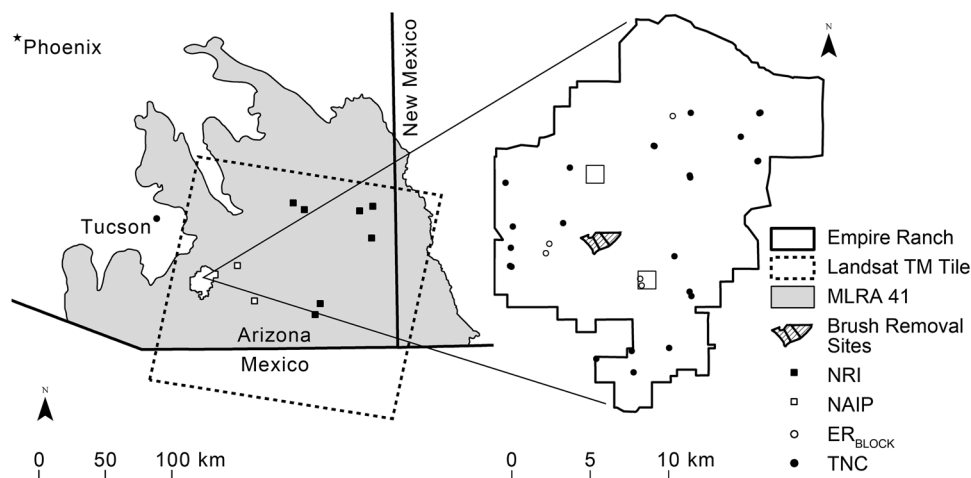 Phoenix
New Mexico
Tucson
Arizona
Mexico
N
0 50 100 km
N
0 5 10 km
Empire Ranch
Landsat TM Tile
MLRA 41
Brush Removal
Sites
NRI
NAIP
ERBLOCK
TNC